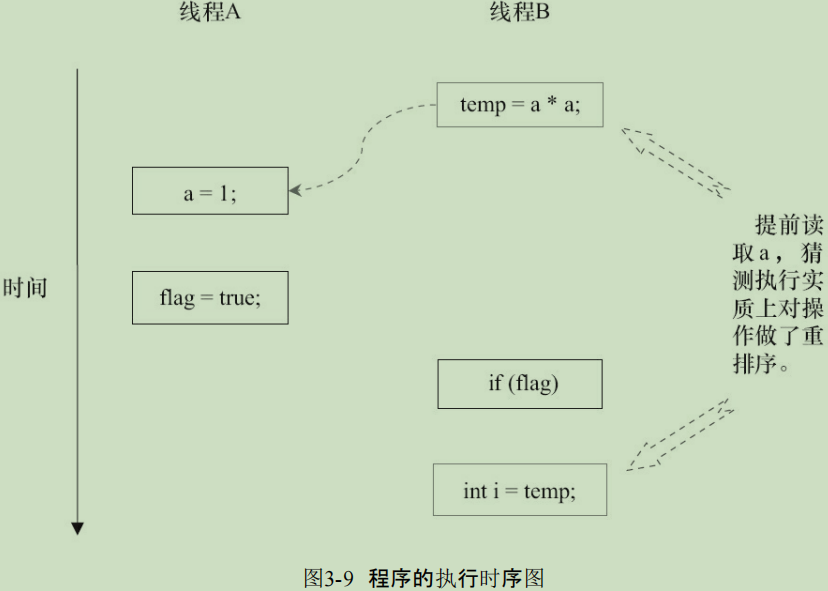 线程A
线程B
temp = a * a;
a = 1;
提前读
取a，猜
测执行实
质上对操
作做了重
排序。
时间
flag = true;
if (flag)
int i = temp;
图3-9 程序的执行时序图